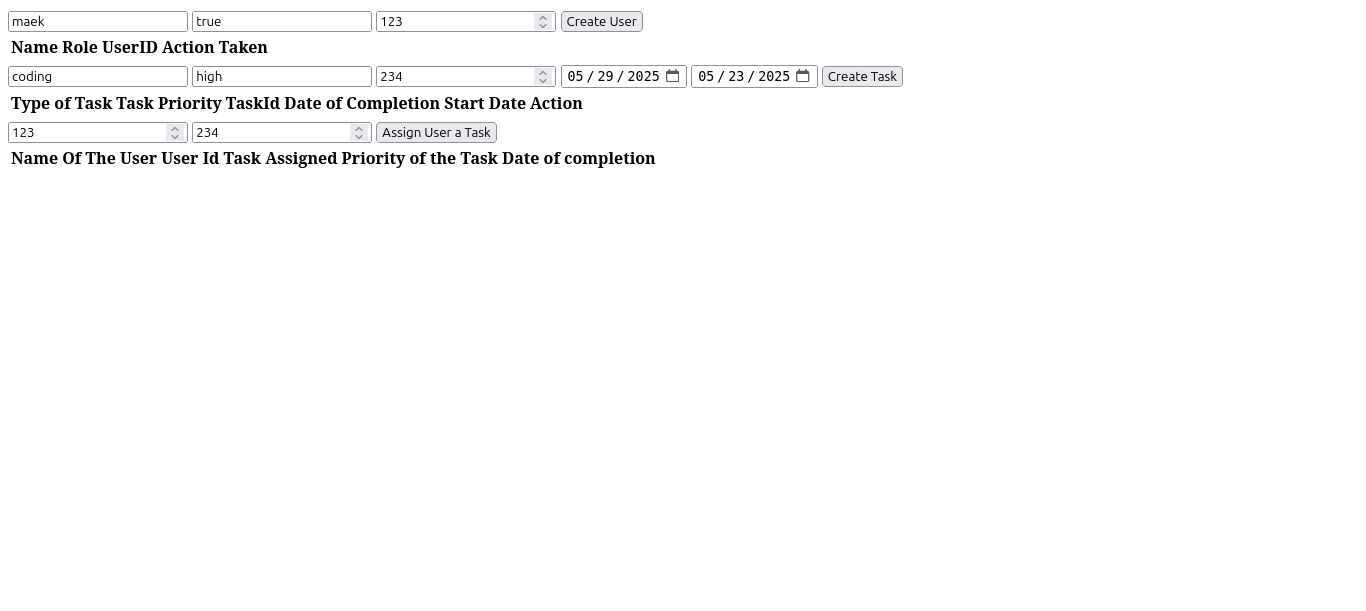 maek true 123 Create User
Name Role UserID Action Taken
coding high 234 05/29/2025 05/23/2025 Create Task
Type of Task Task Priority TaskId Date of Completion Start Date Action
123 234 Assign User a Task
Name Of The User User Id Task Assigned Priority of the Task Date of completion